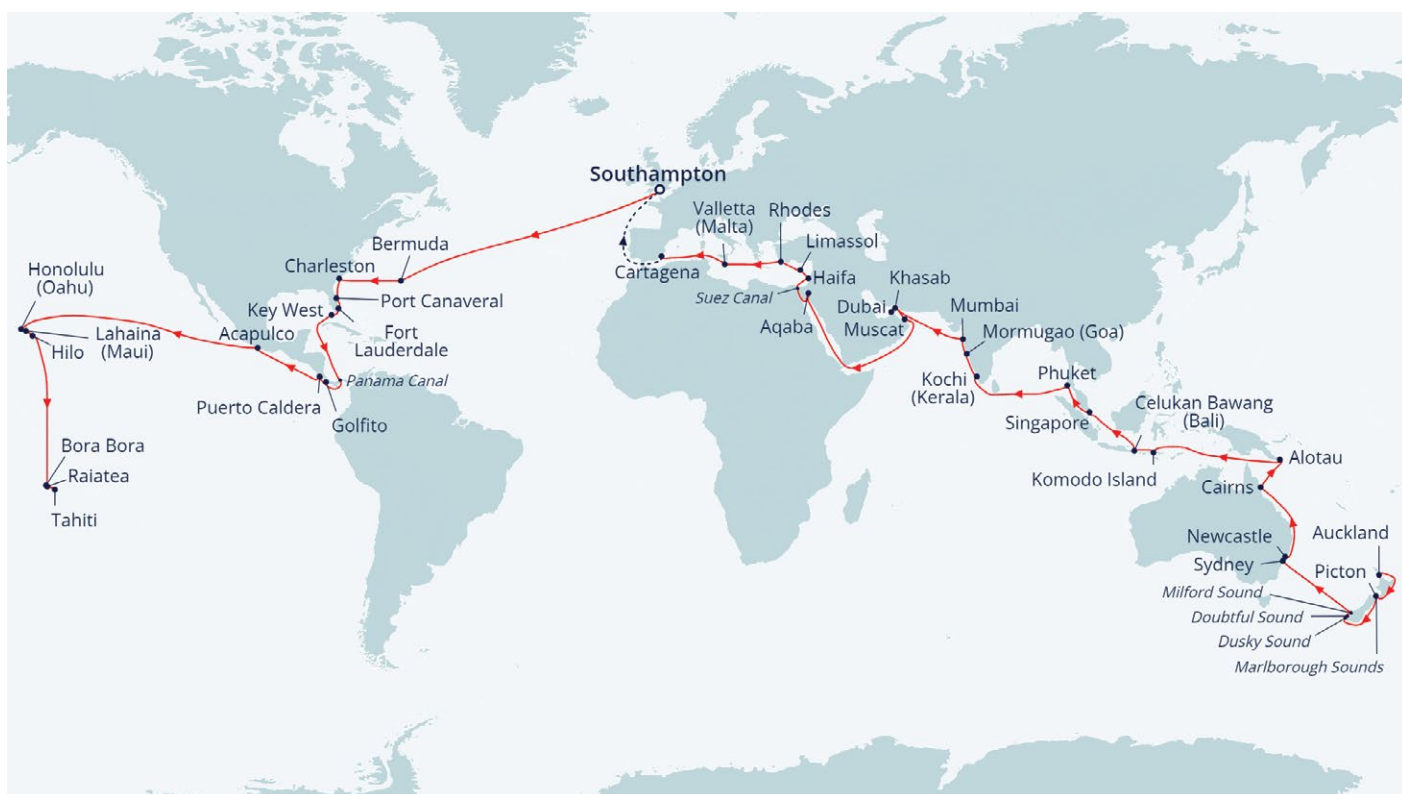 Southampton
Bermuda
Charleston
Port Canaveral
Fort
Lauderdale
Key West
Panama Canal
Golfito
Puerto Caldera
Acapulco
Honolulu
(Oahu)
Lahaina
(Maui)
Hilo
Bora Bora
Raiatea
Tahiti
Auckland
Picton
Marlborough Sounds
Dusky Sound
Doubtful Sound
Milford Sound
Sydney
Newcastle
Cairns
Alotau
Komodo Island
Celukan Bawang
(Bali)
Singapore
Phuket
Kochi
(Kerala)
Mormugao (Goa)
Mumbai
Khasab
Dubai
Muscat
Aqaba
Suez Canal
Haifa
Limassol
Rhodes
Valletta
(Malta)
Cartagena